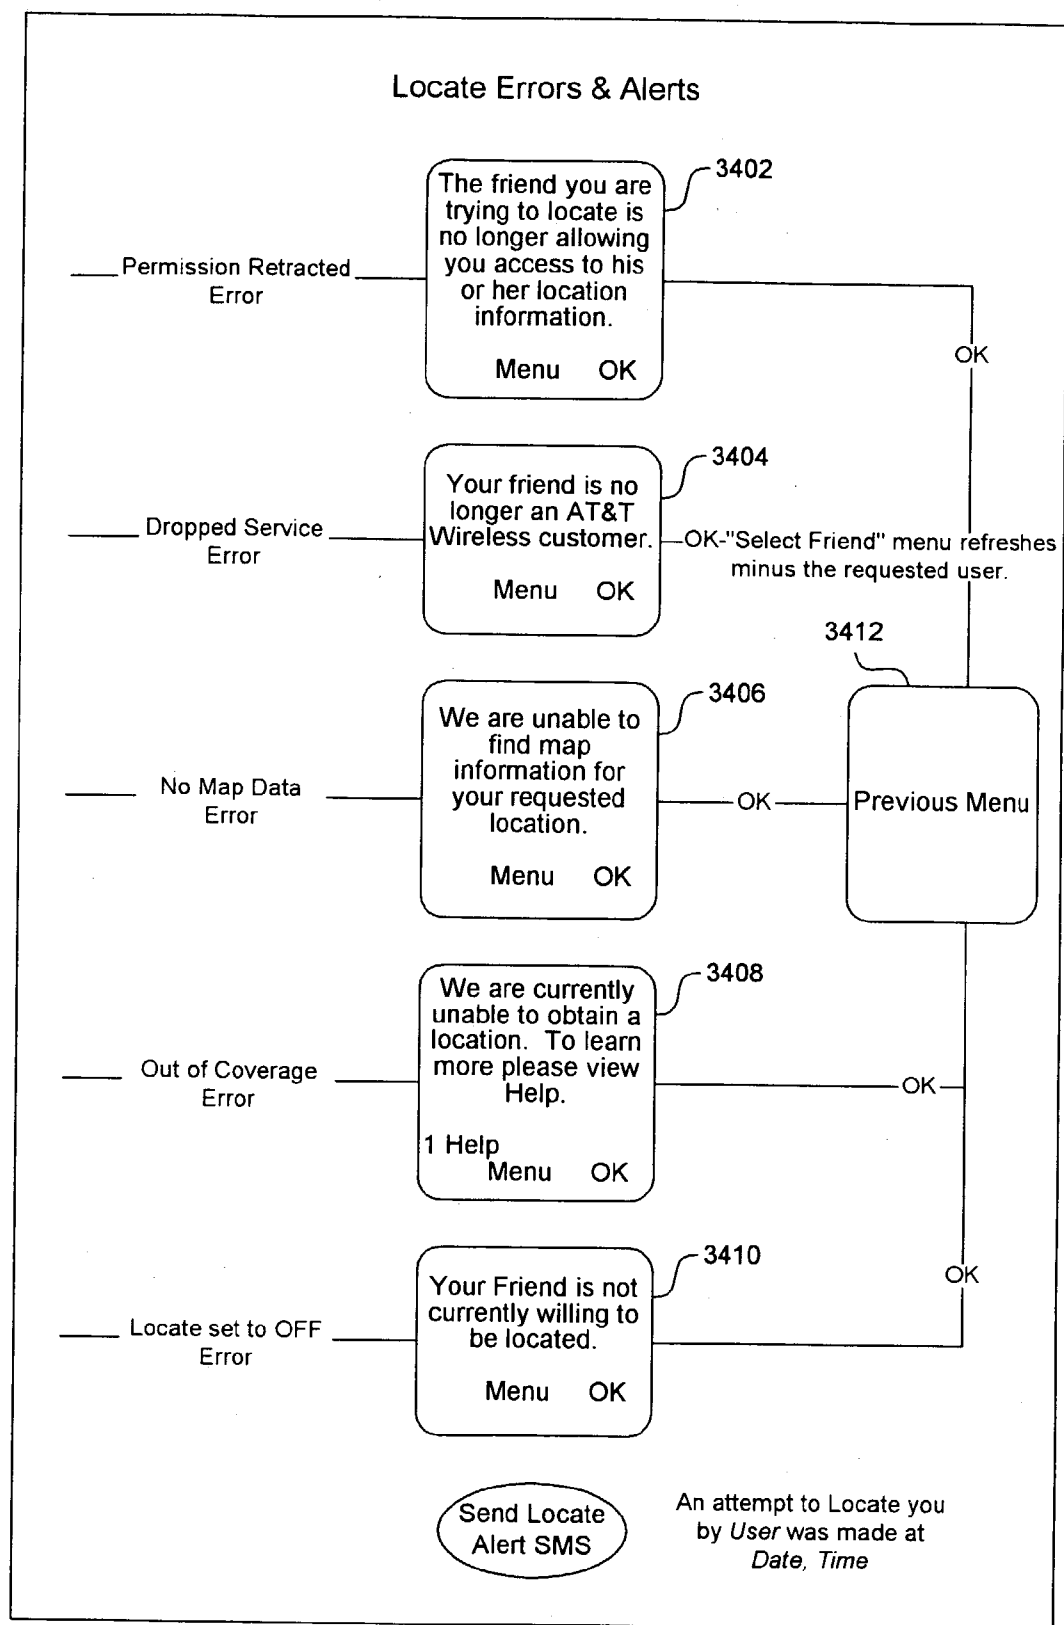 Locate Errors & Alerts
3402
The friend you are
trying to locate is
no longer allowing
you access to his
or her location
information.
Menu OK
Permission Retracted
Error
OK
3404
Your friend is no
longer an AT&T
Wireless customer.
Menu OK
Dropped Service
Error
OK-"Select Friend" menu refreshes
minus the requested user.
3412
Previous Menu
3406
We are unable to
find map
information for
your requested
location.
Menu OK
No Map Data
Error
OK
3408
We are currently
unable to obtain a
location. To learn
more please view
Help.
1 Help
Menu OK
Out of Coverage
Error
OK
3410
Your Friend is not
currently willing to
be located.
Menu OK
Locate set to OFF
Error
OK
Send Locate
Alert SMS
An attempt to Locate you
by User was made at
Date, Time